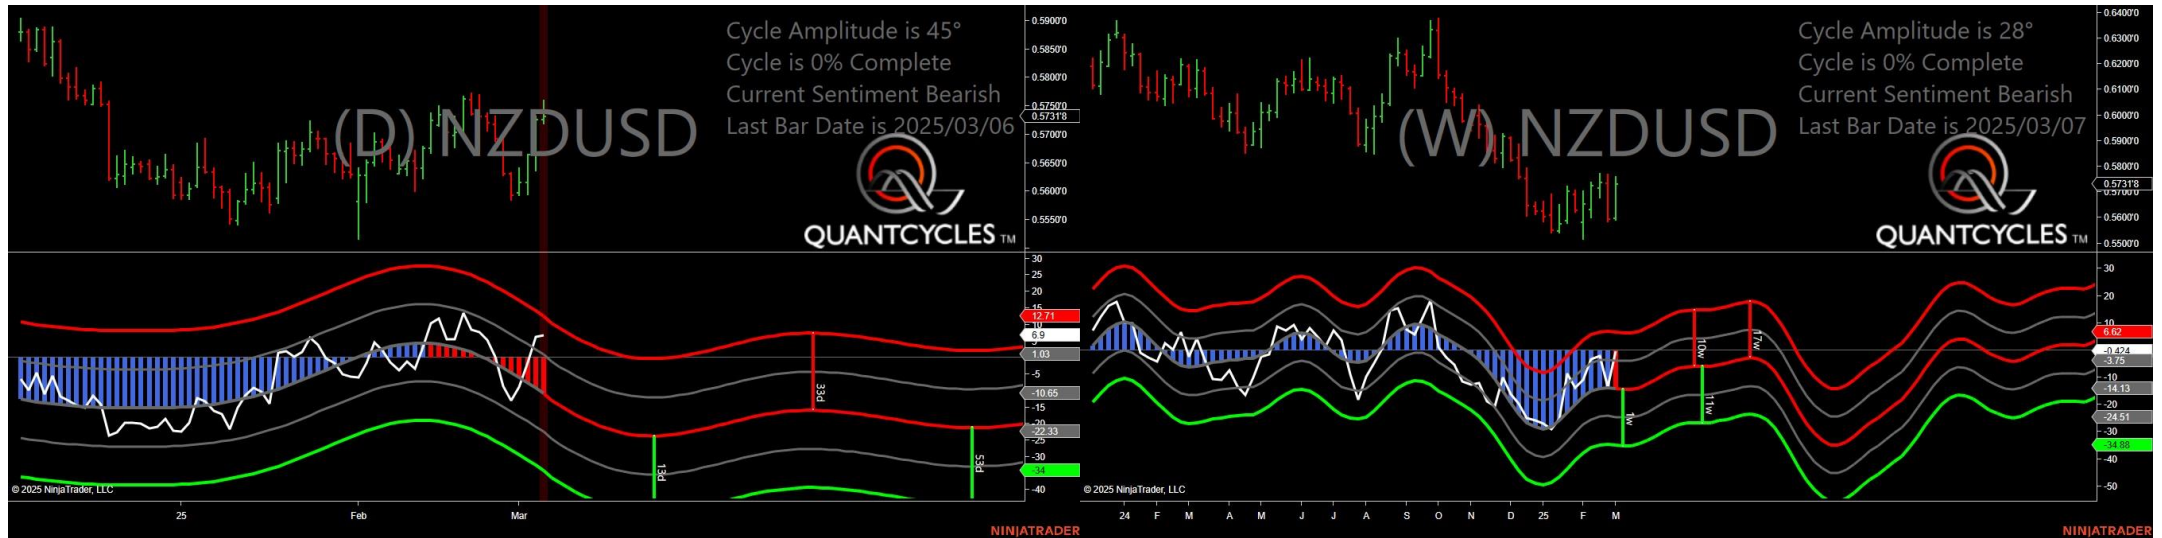 Cycle Amplitude is 45°
Cycle is 0% Complete
Current Sentiment Bearish
Last Bar Date is 2025/03/06
(D) NZDUSD
QUANTCYCLES TM
0.5900'0
0.5850'0
0.5800'0
0.5750'0
0.5731'8
0.5700'0
0.5650'0
0.5600'0
0.5550'0
30
25
20
15
12.71
10
6.9
1.03
-5
-10.65
-15
-20
-22.33
-25
-30
-34
-40
13d
33d
53d
© 2025 NinjaTrader, LLC
25
Feb
Mar
NINJATRADER
Cycle Amplitude is 28°
Cycle is 0% Complete
Current Sentiment Bearish
Last Bar Date is 2025/03/07
(W) NZDUSD
QUANTCYCLES TM
0.6400'0
0.6300'0
0.6200'0
0.6100'0
0.6000'0
0.5900'0
0.5800'0
0.5731'8
0.5700'0
0.5600'0
0.5500'0
30
20
10
6.62
-0.424
-3.75
-10
-14.13
-20
-24.51
-30
-34.88
-40
-50
1w
10w
11w
17w
© 2025 NinjaTrader, LLC
24 F M A M J J A S O N D 25 F M
NINJATRADER